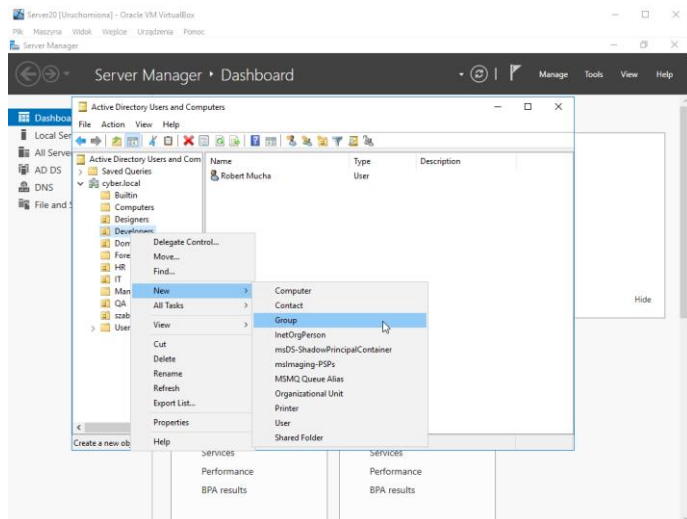 Server20 [Uruchomiona] - Oracle VM VirtualBox
Plik Maszyna Widok Wejście Urządzenia Pomoc
Server Manager
Server Manager ‣ Dashboard
Manage Tools View Help
Dashboa
Local Ser
All Serve
AD DS
DNS
File and S
Active Directory Users and Computers
File Action View Help
Active Directory Users and Com
Saved Queries
cyber.local
Builtin
Computers
Designers
Developers
Dom
Fore
HR
IT
Man
QA
szab
User
Name Type Description
Robert Mucha User
Delegate Control...
Move...
Find...
New
All Tasks
View
Cut
Delete
Rename
Refresh
Export List...
Properties
Help
Computer
Contact
Group
InetOrgPerson
msDS-ShadowPrincipalContainer
msImaging-PSPs
MSMQ Queue Alias
Organizational Unit
Printer
User
Shared Folder
Hide
Create a new ob
Services
Performance
BPA results
Services
Performance
BPA results